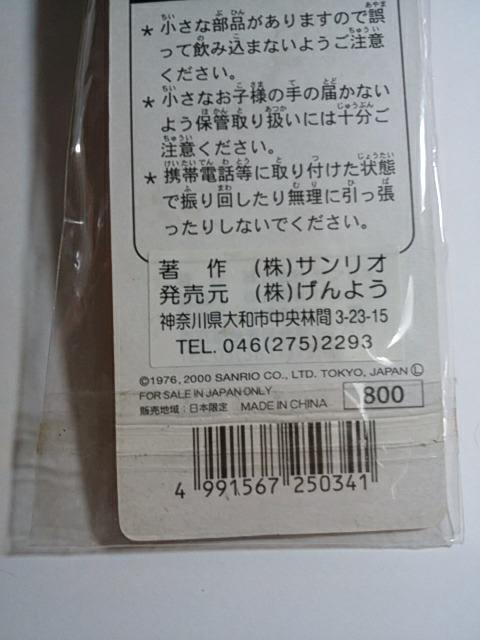 * 小さな部品がありますので誤
って飲み込まないようご注意
ください。
* 小さなお子様の手の届かない
よう保管取り扱いには十分ご
注意ください。
* 携帯電話等に取り付けた状態
で振り回したり無理に引っ張
ったりしないでください。
著 作 (株)サンリオ
発売元 (株)げんよう
神奈川県大和市中央林間 3-23-15
TEL. 046(275)2293
©1976, 2000 SANRIO CO., LTD. TOKYO, JAPAN Ⓛ
FOR SALE IN JAPAN ONLY
販売地域:日本限定 MADE IN CHINA 800
4 991567 250341